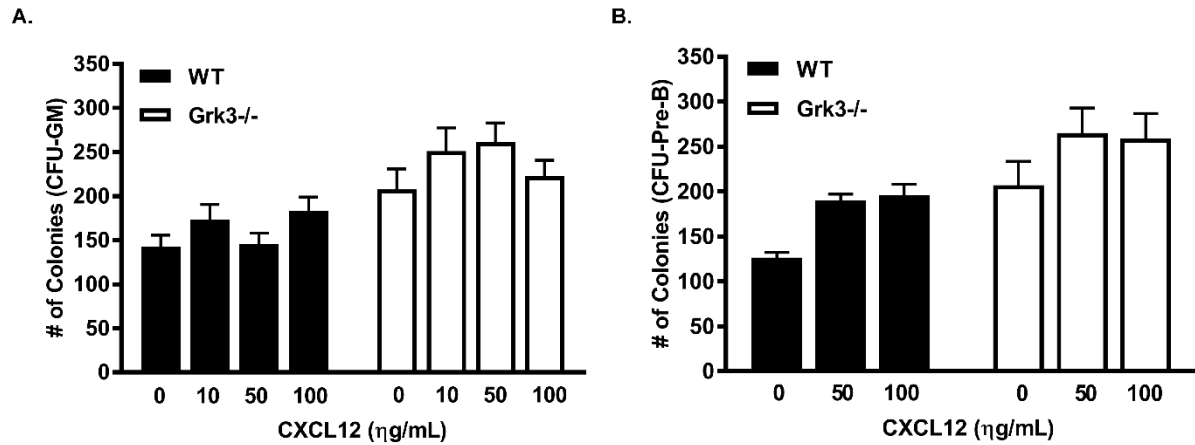 A.
350
300
250
200
150
100
50
0
# of Colonies (CFU-GM)
WT
Grk3-/-
0 10 50 100 0 10 50 100
CXCL12 (ηg/mL)
B.
350
300
250
200
150
100
50
0
# of Colonies (CFU-Pre-B)
WT
Grk3-/-
0 50 100 0 50 100
CXCL12 (ηg/mL)